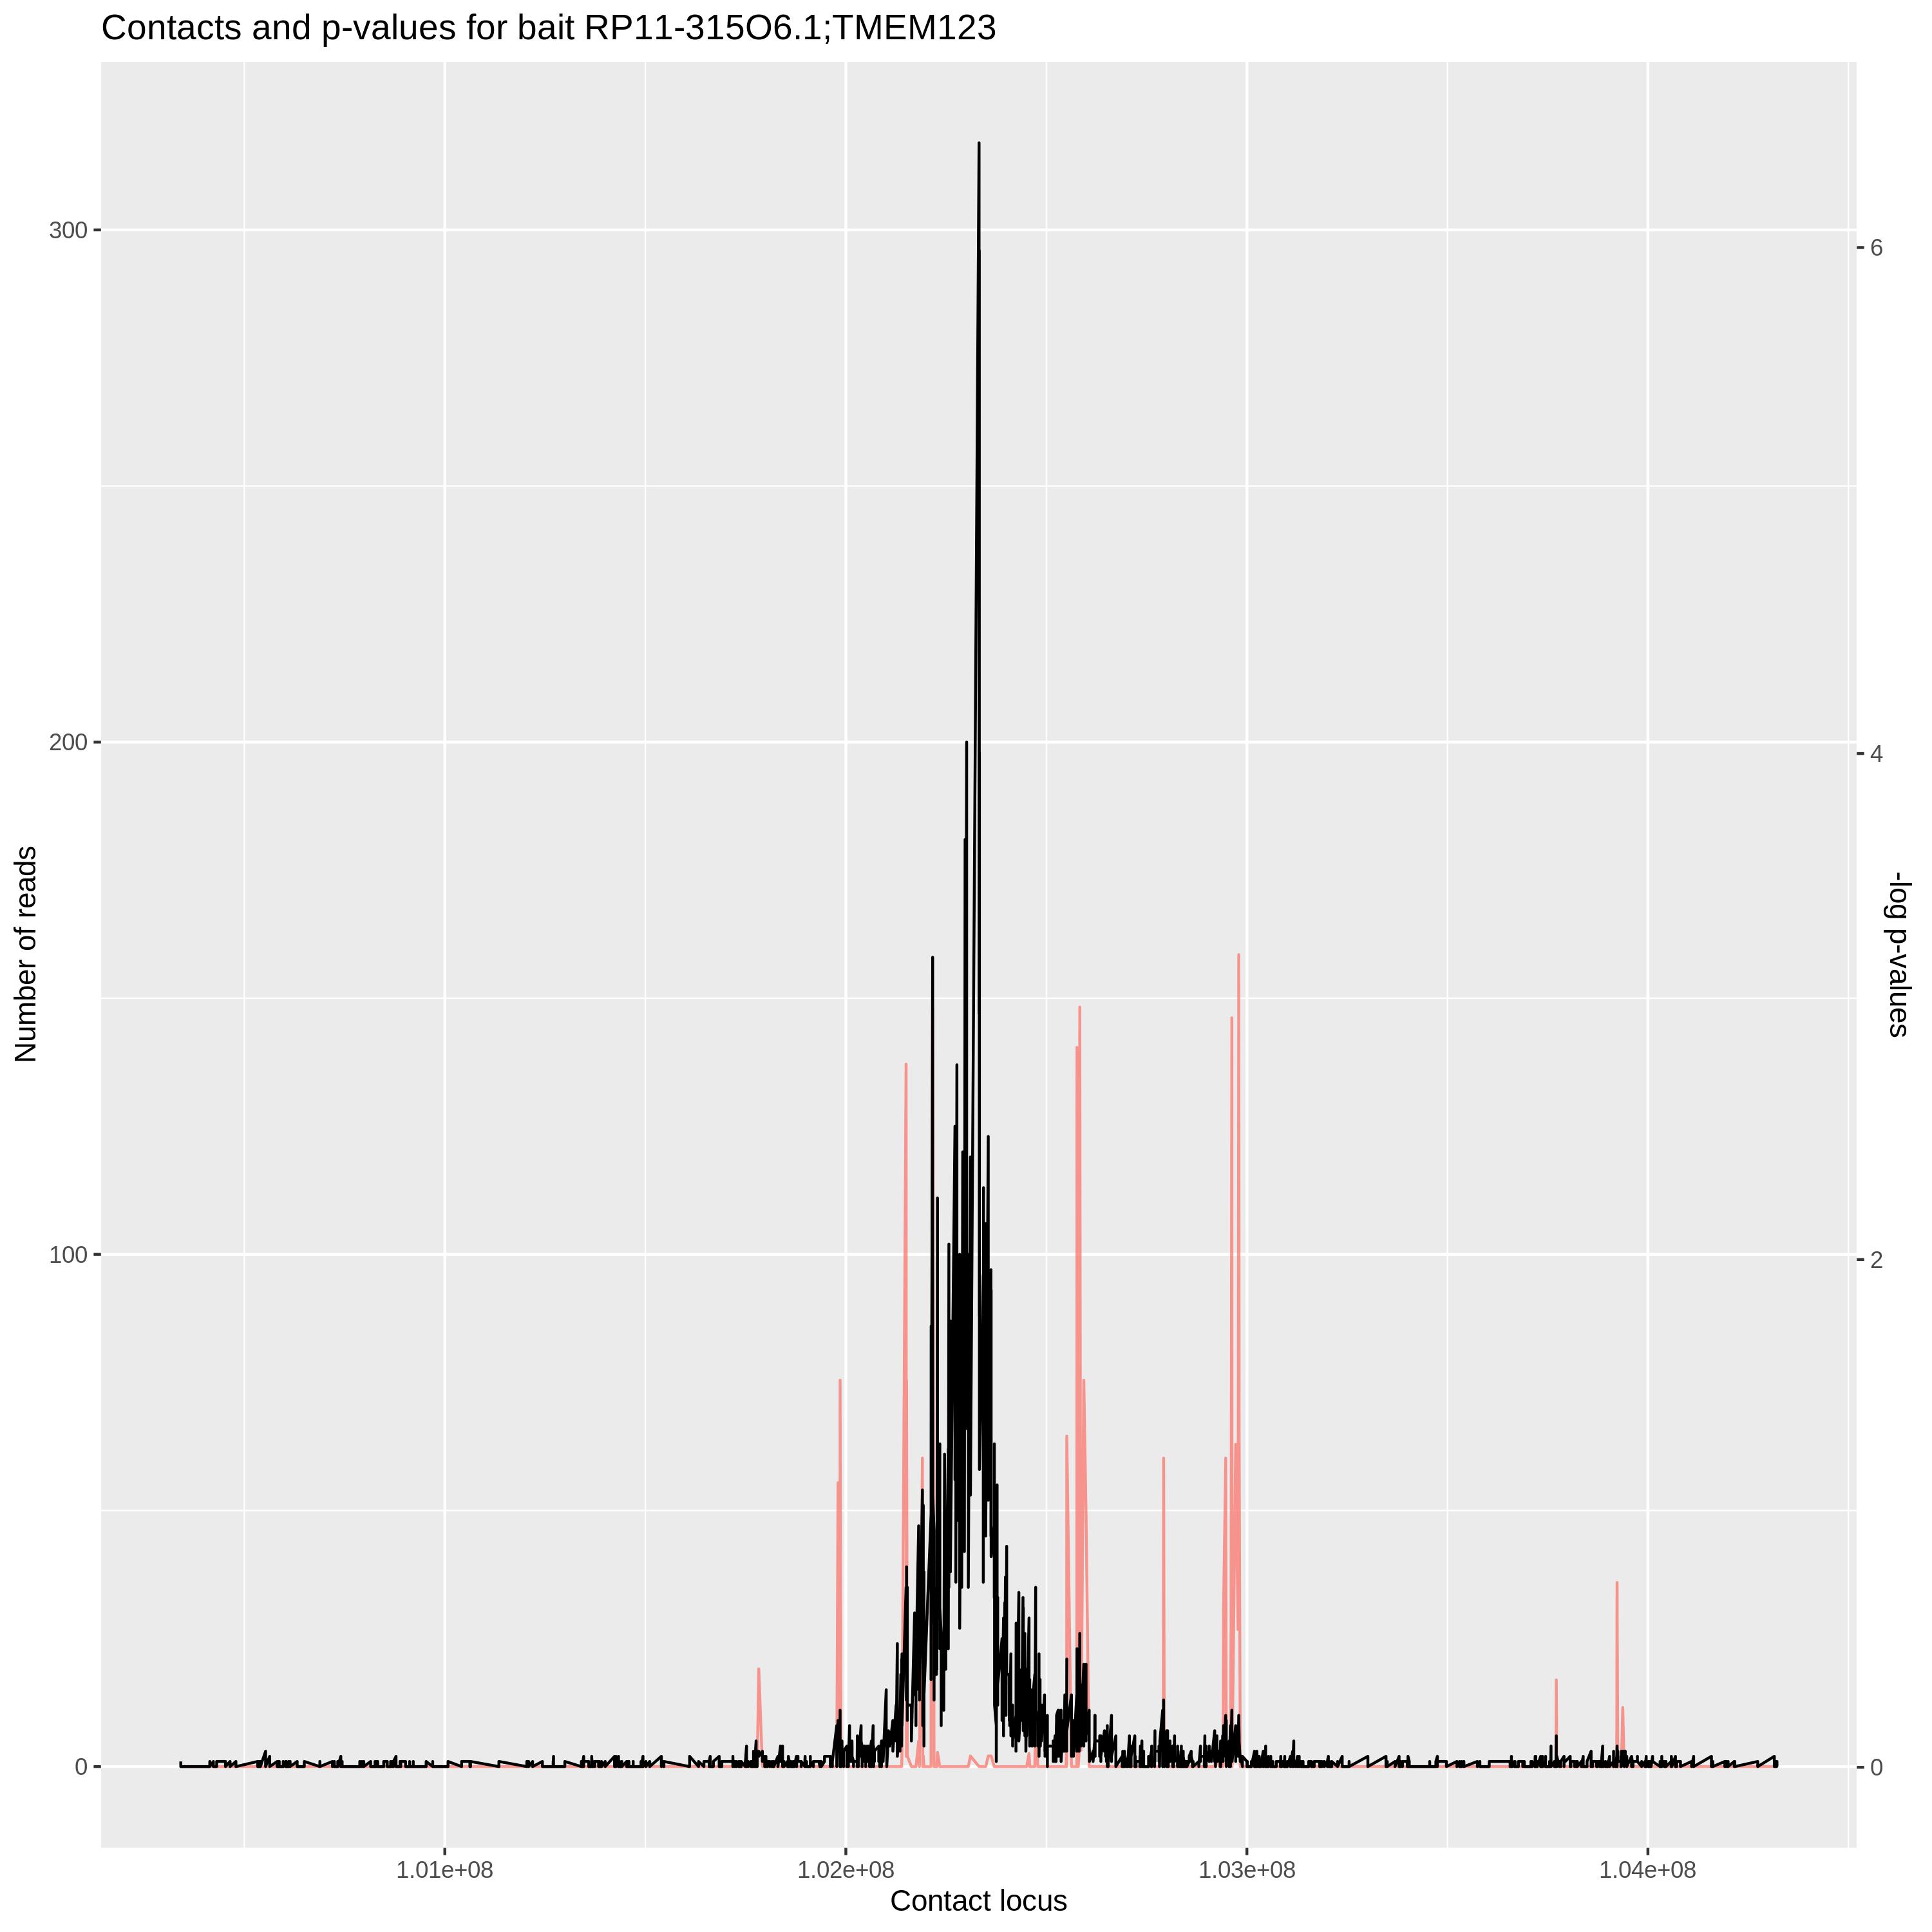 Contacts and p-values for bait RP11-315O6.1;TMEM123
300
200
100
0
Number of reads
6
4
2
0
-log p-values
1.01e+08
1.02e+08
1.03e+08
1.04e+08
Contact locus